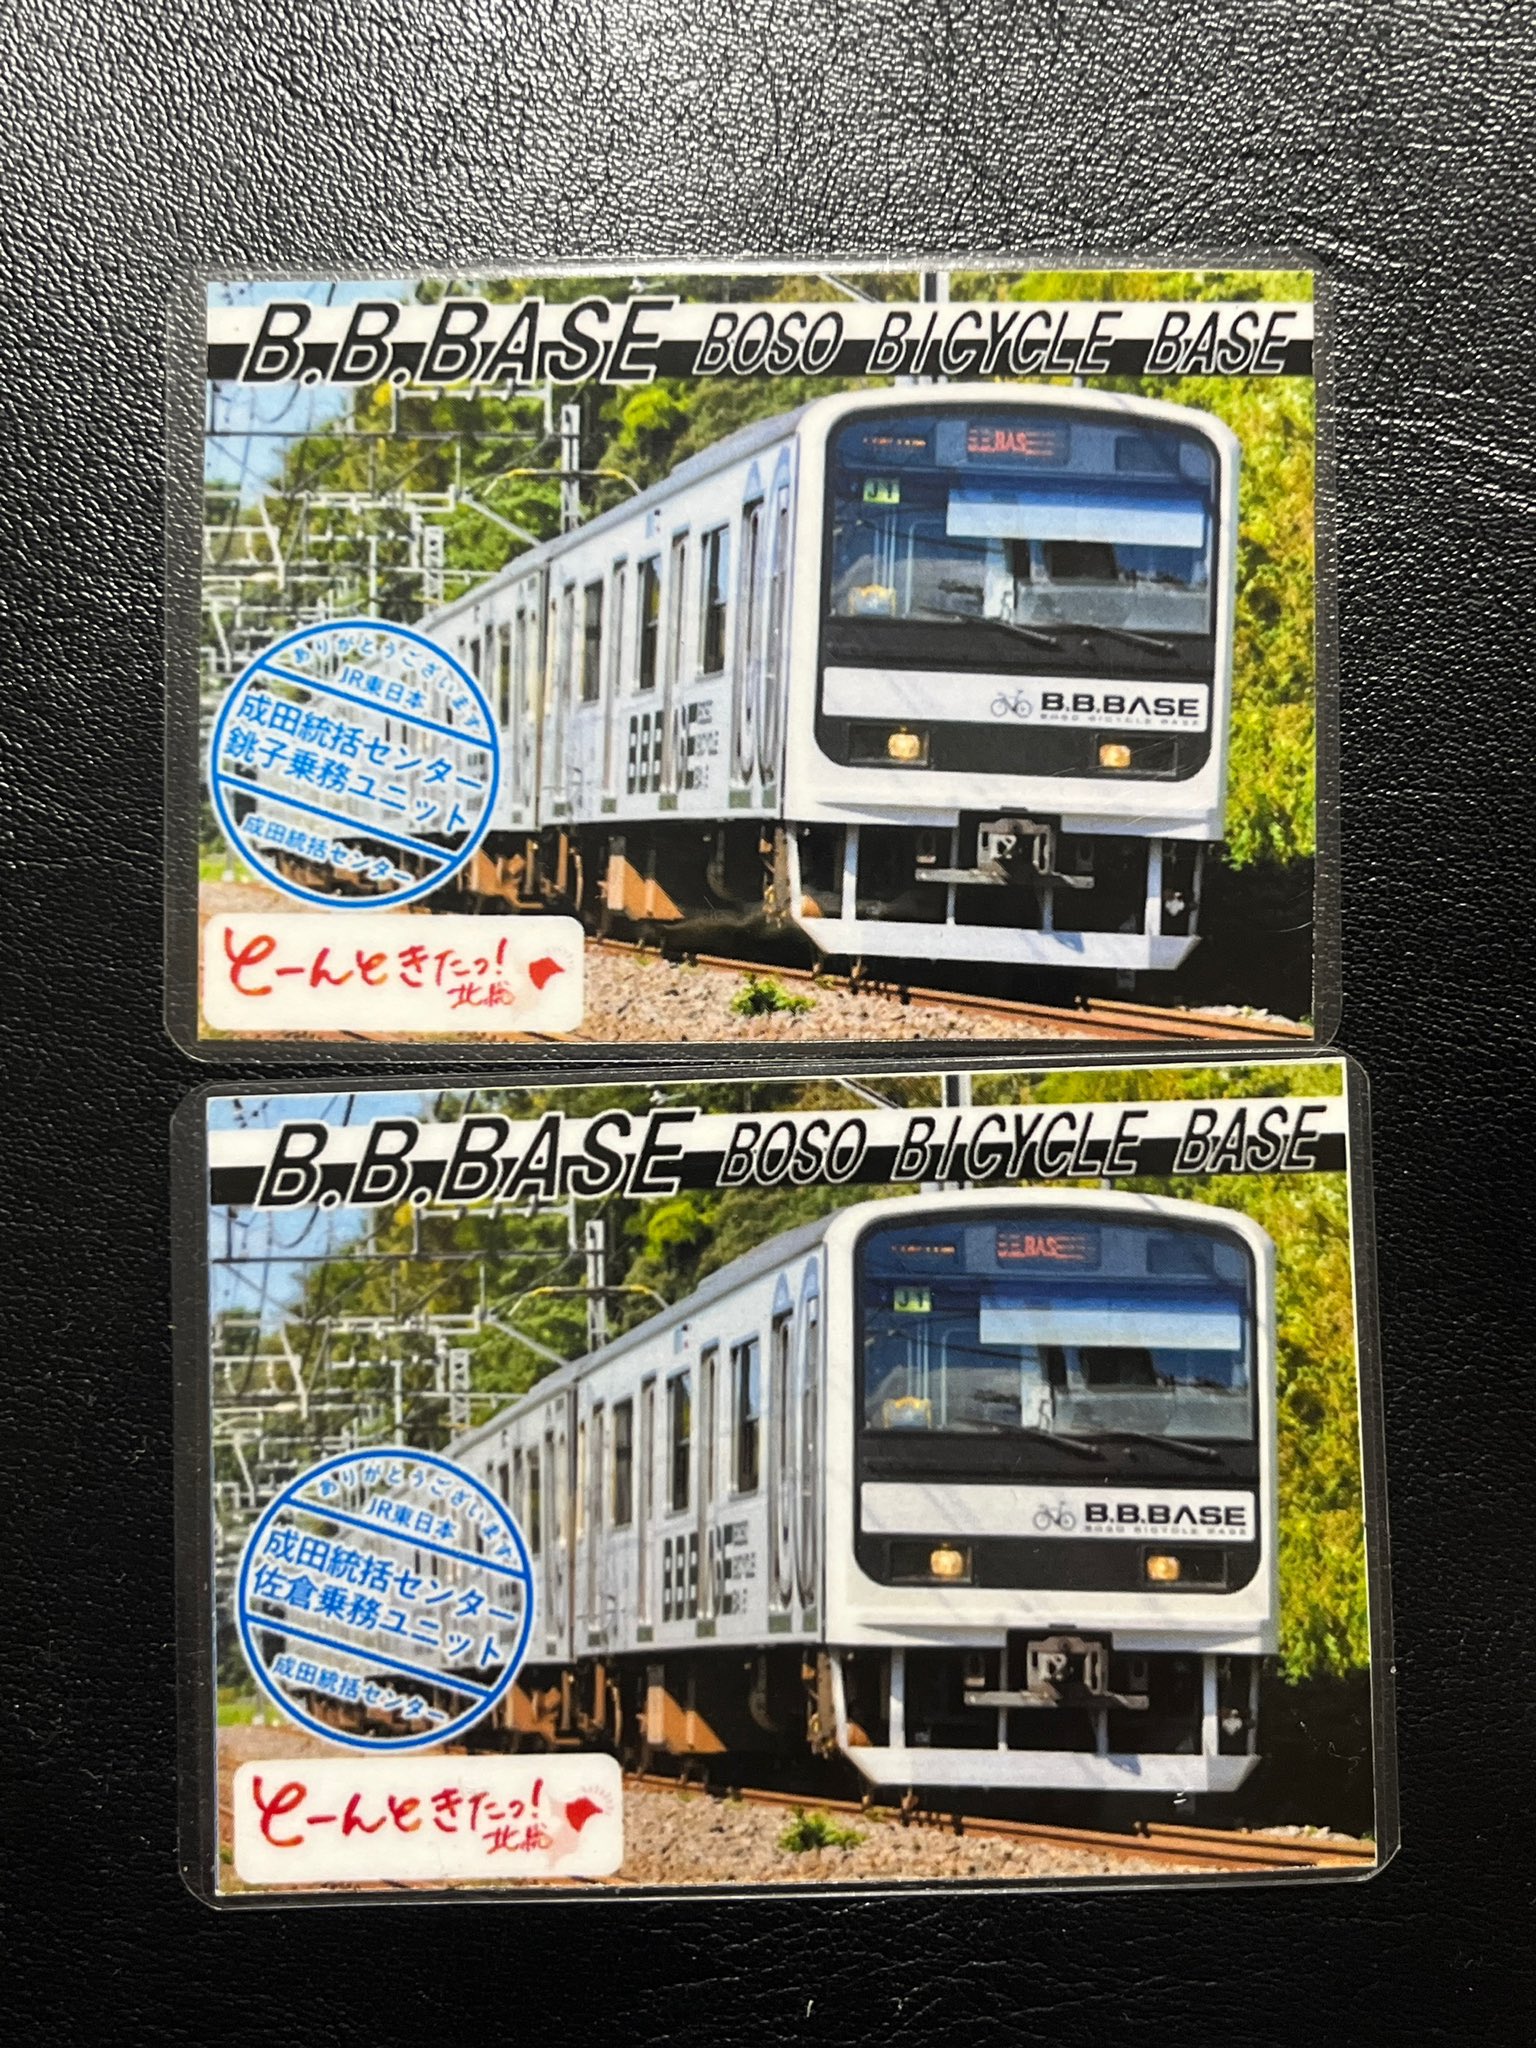 B.B.BASE BOSO BICYCLE BASE
B.B.BASE
J1
B.B.BASE
BOSO BICYCLE BASE
ありがとうございます
JR東日本
成田統括センター
銚子乗務ユニット
成田統括センター
とーんときたっ!
北総
B.B.BASE BOSO BICYCLE BASE
B.B.BASE
J1
B.B.BASE
BOSO BICYCLE BASE
ありがとうございます
JR東日本
成田統括センター
佐倉乗務ユニット
成田統括センター
とーんときたっ!
北総